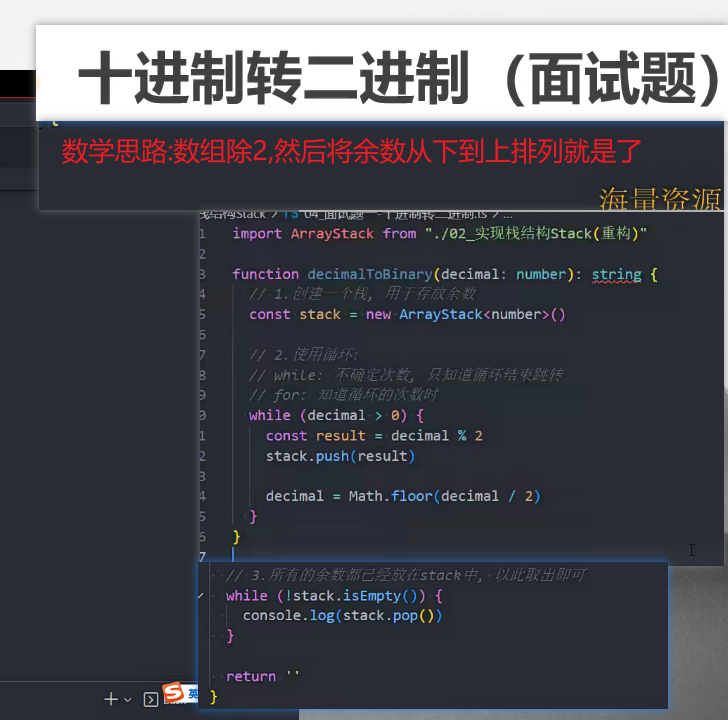 十进制转二进制（面试题）
数学思路:数组除2,然后将余数从下到上排列就是了
海量资源
栈结构Stack > TS 04_面试题一-十进制转二进制.ts > ...
1 import ArrayStack from "./02_实现栈结构Stack(重构)"
2
3 function decimalToBinary(decimal: number): string {
4 // 1.创建一个栈, 用于存放余数
5 const stack = new ArrayStack<number>()
6
7 // 2.使用循环:
8 // while: 不确定次数, 只知道循环结束跳转
9 // for: 知道循环的次数时
0 while (decimal > 0) {
1 const result = decimal % 2
2 stack.push(result)
3
4 decimal = Math.floor(decimal / 2)
5 }
6 }
7
// 3.所有的余数都已经放在stack中, 以此取出即可
while (!stack.isEmpty()) {
console.log(stack.pop())
}
return ''
}
英